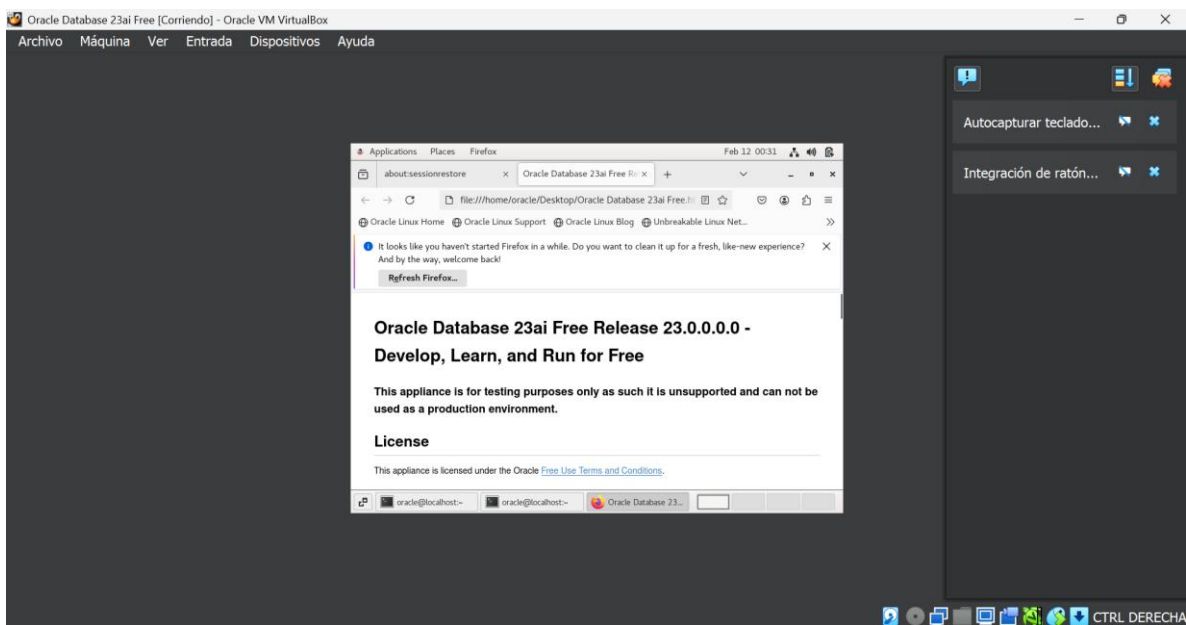 Oracle Database 23ai Free [Corriendo] - Oracle VM VirtualBox
Archivo Máquina Ver Entrada Dispositivos Ayuda
Autocapturar teclado...
Integración de ratón...
Applications Places Firefox Feb 12 00:31
about:sessionrestore Oracle Database 23ai Free Re
file:///home/oracle/Desktop/Oracle Database 23ai Free.h
Oracle Linux Home Oracle Linux Support Oracle Linux Blog Unbreakable Linux Net...
It looks like you haven't started Firefox in a while. Do you want to clean it up for a fresh, like-new experience?
And by the way, welcome back!
Refresh Firefox...
Oracle Database 23ai Free Release 23.0.0.0.0 -
Develop, Learn, and Run for Free
This appliance is for testing purposes only as such it is unsupported and can not be
used as a production environment.
License
This appliance is licensed under the Oracle Free Use Terms and Conditions.
oracle@localhost:~ oracle@localhost:~ Oracle Database 23...
CTRL DERECHA